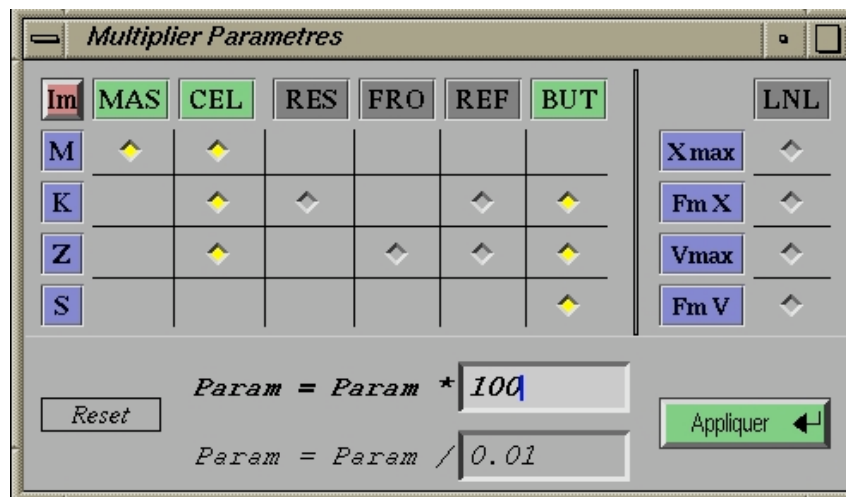 Multiplier Parametres
Im MAS CEL RES FRO REF BUT LNL
M Xmax
K Fm X
Z Vmax
S Fm V
Param = Param * 100
Reset Appliquer
Param = Param / 0.01